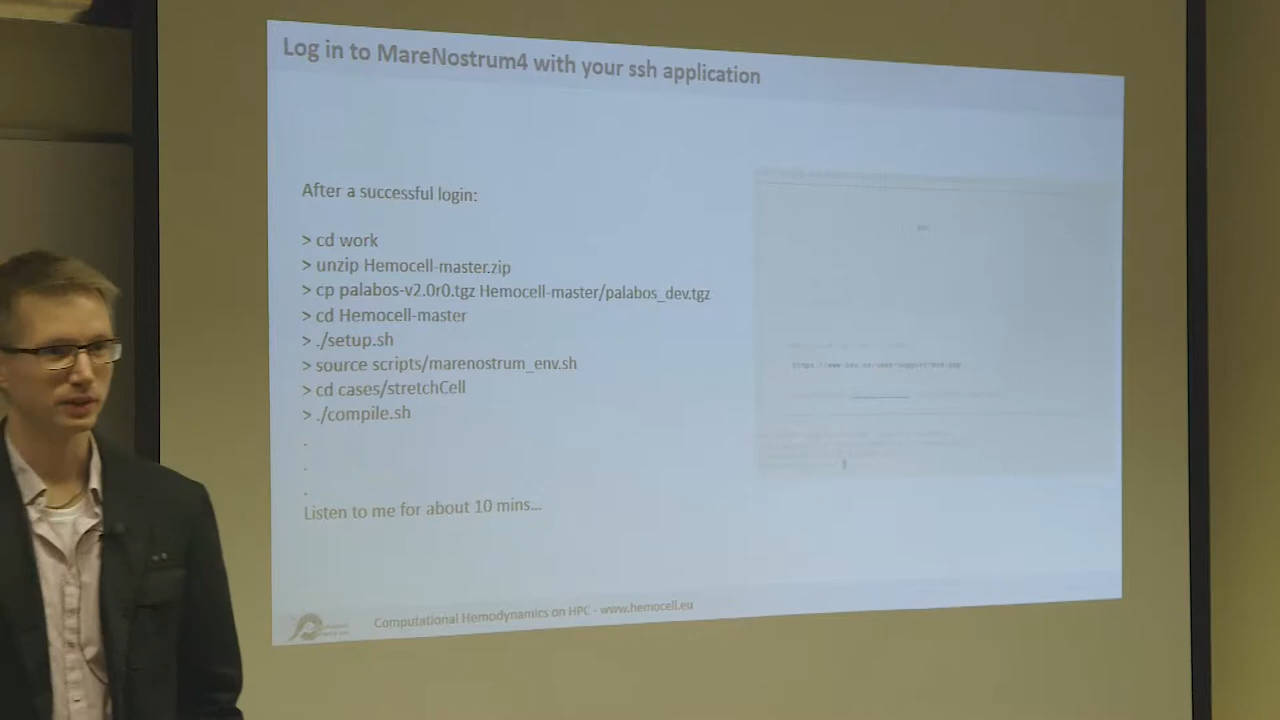 Log in to MareNostrum4 with your ssh application
After a successful login:
> cd work
> unzip Hemocell-master.zip
> cp palabos-v2.0r0.tgz Hemocell-master/palabos_dev.tgz
> cd Hemocell-master
> ./setup.sh
> source scripts/marenostrum_env.sh
> cd cases/stretchCell
> ./compile.sh
.
.
.
Listen to me for about 10 mins...
Computational Hemodynamics on HPC - www.hemocell.eu